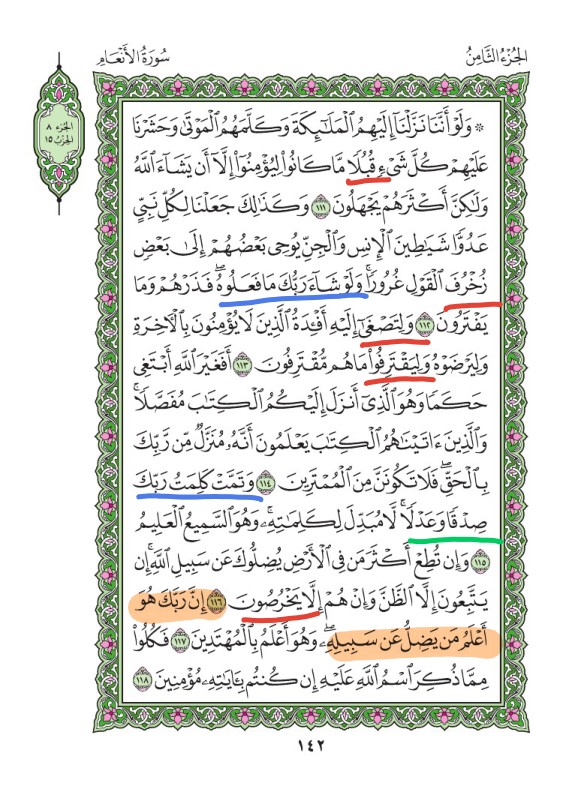 الجُزْءُ الثَّامِنُ
سُورَةُ الأَنْعَامِ
الجُزْء ٨
الحِزْبُ ١٥
۞ وَلَوْ أَنَّنَا نَزَّلْنَآ إِلَيْهِمُ ٱلْمَلَٰٓئِكَةَ وَكَلَّمَهُمُ ٱلْمَوْتَىٰ وَحَشَرْنَا
عَلَيْهِمْ كُلَّ شَىْءٍ قُبُلًا مَّا كَانُوا۟ لِيُؤْمِنُوٓا۟ إِلَّآ أَن يَشَآءَ ٱللَّهُ
وَلَٰكِنَّ أَكْثَرَهُمْ يَجْهَلُونَ ١١١ وَكَذَٰلِكَ جَعَلْنَا لِكُلِّ نَبِىٍّ
عَدُوًّا شَيَٰطِينَ ٱلْإِنسِ وَٱلْجِنِّ يُوحِى بَعْضُهُمْ إِلَىٰ بَعْضٍ
زُخْرُفَ ٱلْقَوْلِ غُرُورًا ۚ وَلَوْ شَآءَ رَبُّكَ مَا فَعَلُوهُ ۖ فَذَرْهُمْ وَمَا
يَفْتَرُونَ ١١٢ وَلِتَصْغَىٰٓ إِلَيْهِ أَفْـِٔدَةُ ٱلَّذِينَ لَا يُؤْمِنُونَ بِٱلْءَاخِرَةِ
وَلِيَرْضَوْهُ وَلِيَقْتَرِفُوا۟ مَا هُم مُّقْتَرِفُونَ ١١٣ أَفَغَيْرَ ٱللَّهِ أَبْتَغِى
حَكَمًا وَهُوَ ٱلَّذِىٓ أَنزَلَ إِلَيْكُمُ ٱلْكِتَٰبَ مُفَصَّلًا ۚ
وَٱلَّذِينَ ءَاتَيْنَٰهُمُ ٱلْكِتَٰبَ يَعْلَمُونَ أَنَّهُۥ مُنَزَّلٌ مِّن رَّبِّكَ
بِٱلْحَقِّ ۖ فَلَا تَكُونَنَّ مِنَ ٱلْمُمْتَرِينَ ١١٤ وَتَمَّتْ كَلِمَتُ رَبِّكَ
صِدْقًا وَعَدْلًا ۚ لَّا مُبَدِّلَ لِكَلِمَٰتِهِۦ ۚ وَهُوَ ٱلسَّمِيعُ ٱلْعَلِيمُ
١١٥ وَإِن تُطِعْ أَكْثَرَ مَن فِى ٱلْأَرْضِ يُضِلُّوكَ عَن سَبِيلِ ٱللَّهِ ۚ إِن
يَتَّبِعُونَ إِلَّا ٱلظَّنَّ وَإِنْ هُمْ إِلَّا يَخْرُصُونَ ١١٦ إِنَّ رَبَّكَ هُوَ
أَعْلَمُ مَن يَضِلُّ عَن سَبِيلِهِۦ ۖ وَهُوَ أَعْلَمُ بِٱلْمُهْتَدِينَ ١١٧ فَكُلُوا۟
مِمَّا ذُكِرَ ٱسْمُ ٱللَّهِ عَلَيْهِ إِن كُنتُم بِـَٔايَٰتِهِۦ مُؤْمِنِينَ ١١٨
١٤٢